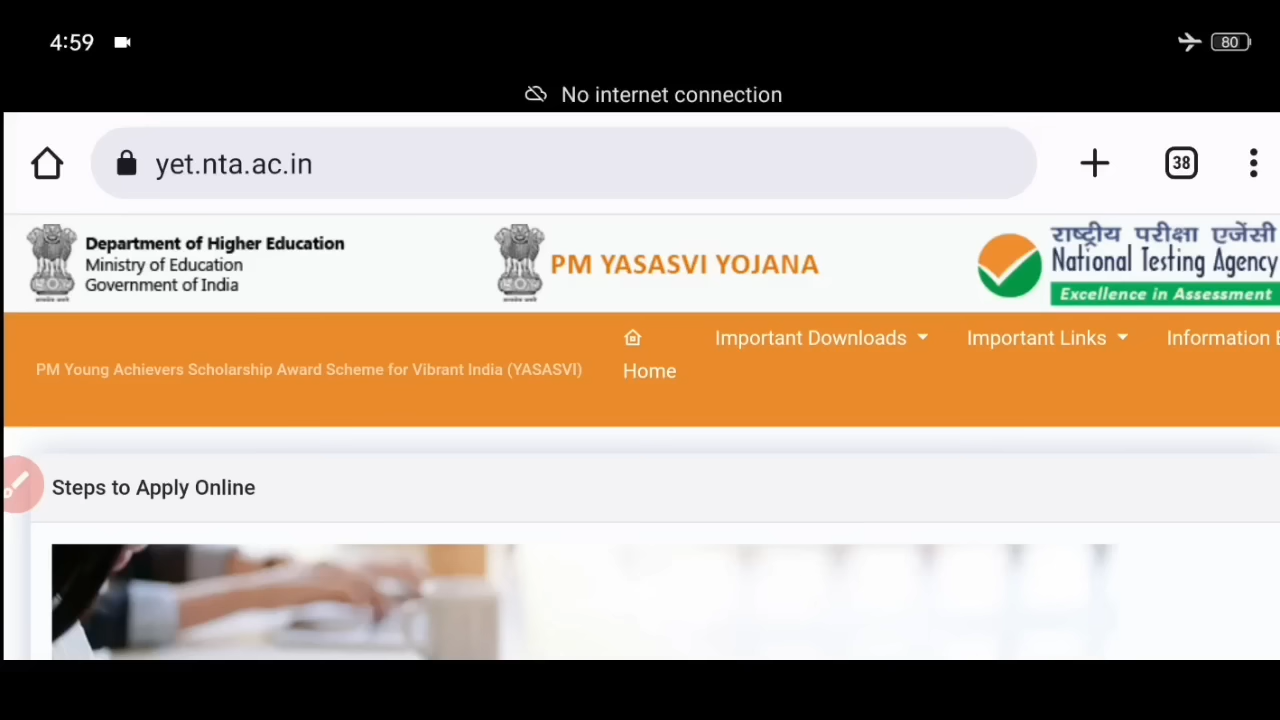 4:59
80
No internet connection
yet.nta.ac.in
38
Department of Higher Education
Ministry of Education
Government of India
PM YASASVI YOJANA
राष्ट्रीय परीक्षा एजेंसी
National Testing Agency
Excellence in Assessment
PM Young Achievers Scholarship Award Scheme for Vibrant India (YASASVI)
Home
Important Downloads
Important Links
Information
Steps to Apply Online